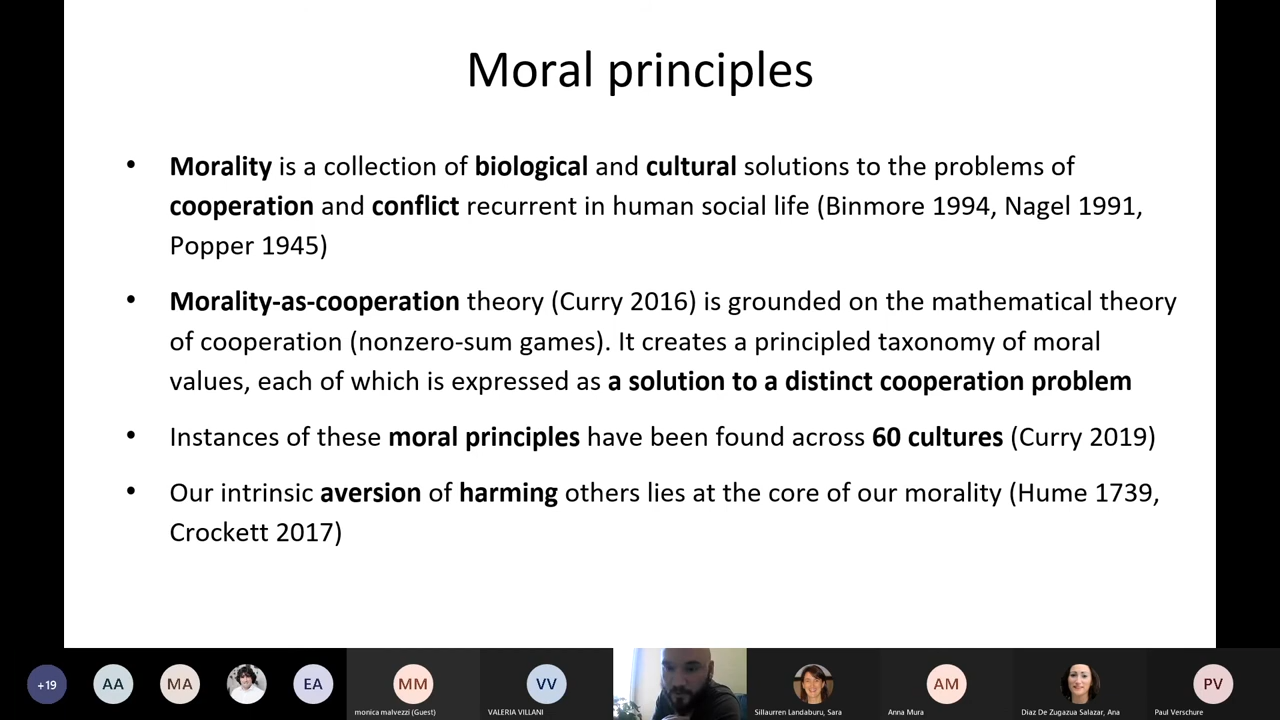 Moral principles
• Morality is a collection of biological and cultural solutions to the problems of
cooperation and conflict recurrent in human social life (Binmore 1994, Nagel 1991,
Popper 1945)
• Morality-as-cooperation theory (Curry 2016) is grounded on the mathematical theory
of cooperation (nonzero-sum games). It creates a principled taxonomy of moral
values, each of which is expressed as a solution to a distinct cooperation problem
• Instances of these moral principles have been found across 60 cultures (Curry 2019)
• Our intrinsic aversion of harming others lies at the core of our morality (Hume 1739,
Crockett 2017)
+19
AA
MA
EA
MM
VV
AM
PV
monica malvezzi (Guest)
VALERIA VILLANI
Sillaurren Landaburu, Sara
Anna Mura
Diaz De Zugazua Salazar, Ana
Paul Verschure